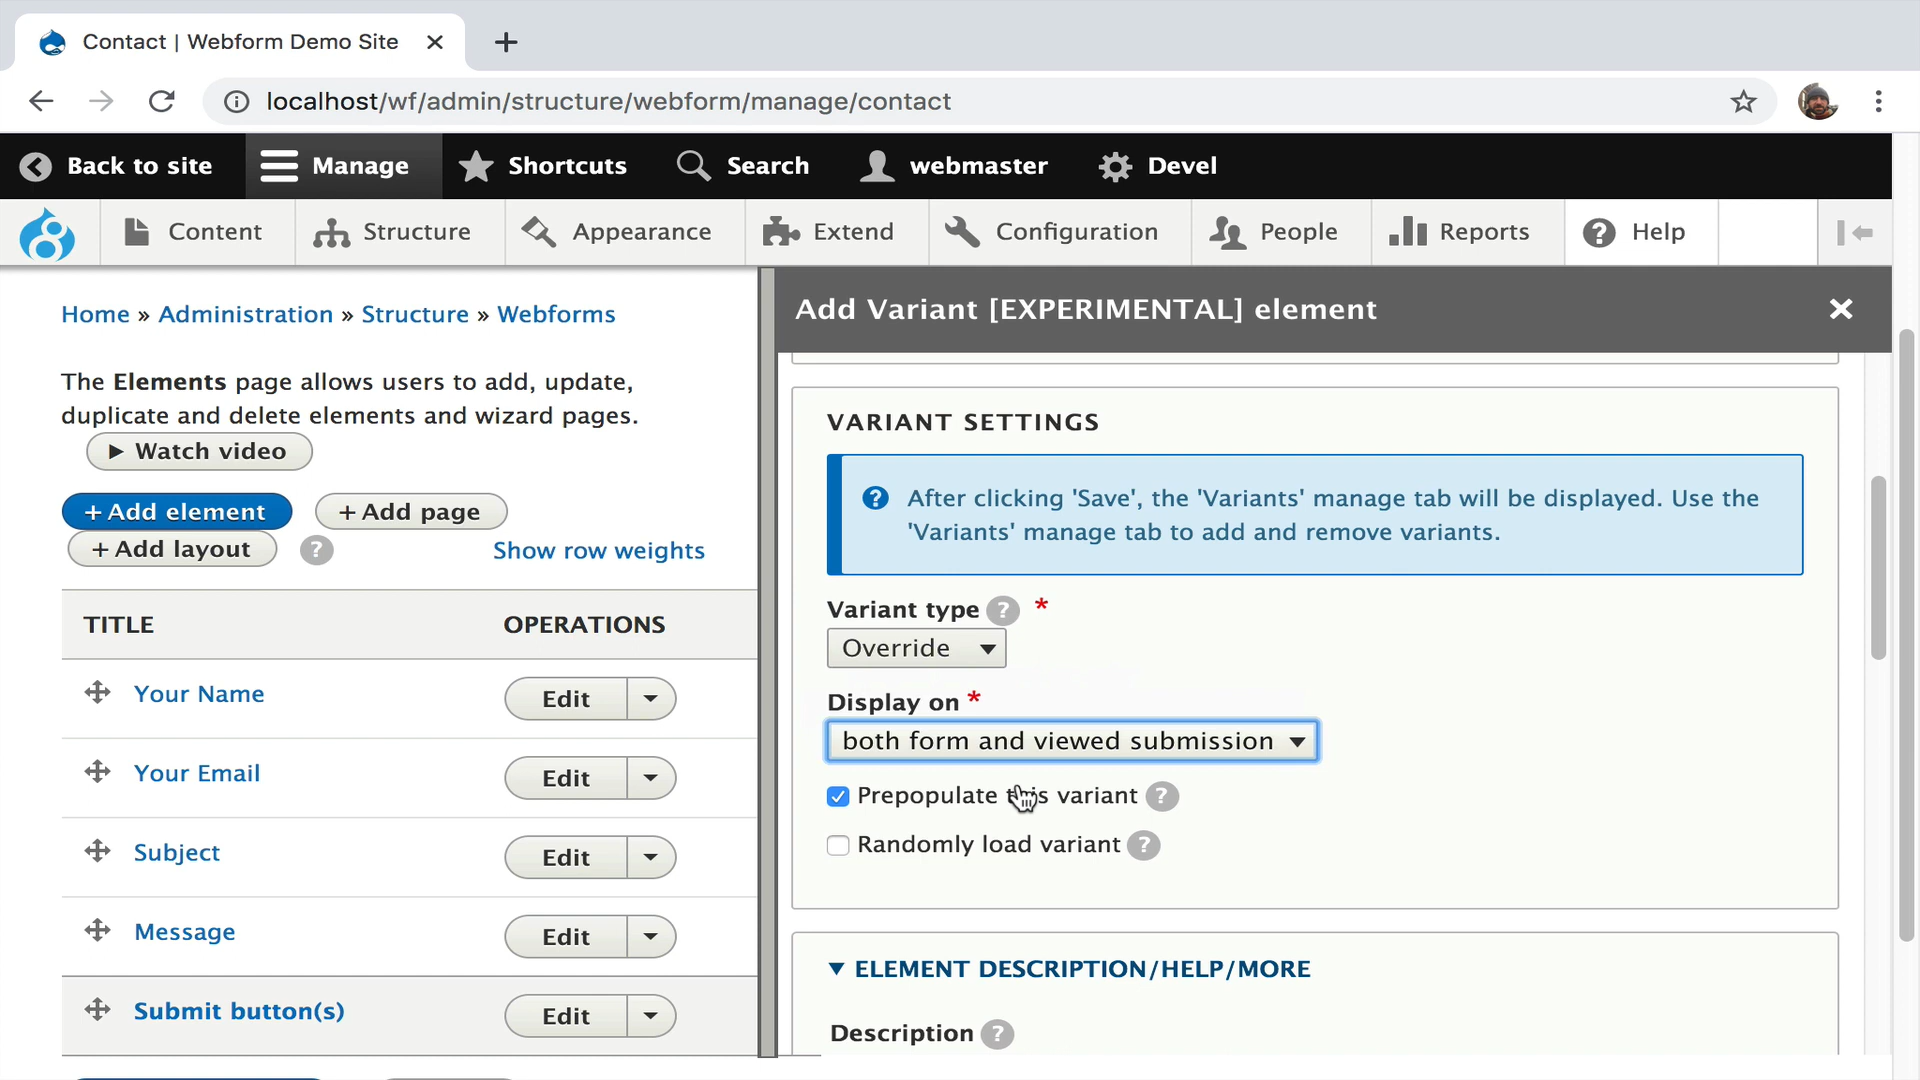 Contact | Webform Demo Site
localhost/wf/admin/structure/webform/manage/contact
Back to site Manage Shortcuts Search webmaster Devel
Content Structure Appearance Extend Configuration People Reports Help
Home » Administration » Structure » Webforms
The Elements page allows users to add, update,
duplicate and delete elements and wizard pages.
Watch video
+ Add element + Add page
+ Add layout ? Show row weights
TITLE OPERATIONS
Your Name Edit
Your Email Edit
Subject Edit
Message Edit
Submit button(s) Edit
Add Variant [EXPERIMENTAL] element
VARIANT SETTINGS
After clicking 'Save', the 'Variants' manage tab will be displayed. Use the
'Variants' manage tab to add and remove variants.
Variant type ? *
Override
Display on *
both form and viewed submission
Prepopulate this variant ?
Randomly load variant ?
ELEMENT DESCRIPTION/HELP/MORE
Description ?